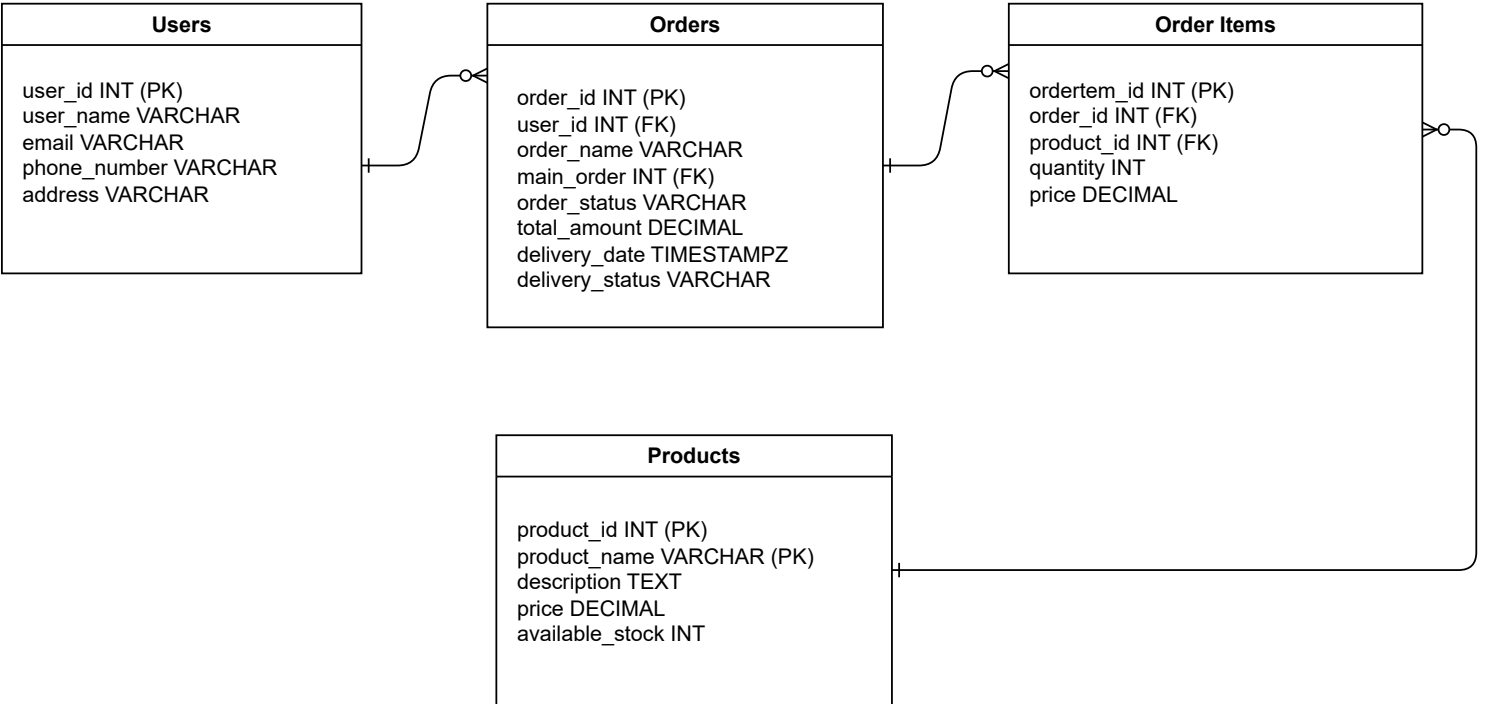 Users
user_id INT (PK)
user_name VARCHAR
email VARCHAR
phone_number VARCHAR
address VARCHAR
Orders
order_id INT (PK)
user_id INT (FK)
order_name VARCHAR
main_order INT (FK)
order_status VARCHAR
total_amount DECIMAL
delivery_date TIMESTAMPZ
delivery_status VARCHAR
Order Items
ordertem_id INT (PK)
order_id INT (FK)
product_id INT (FK)
quantity INT
price DECIMAL
Products
product_id INT (PK)
product_name VARCHAR (PK)
description TEXT
price DECIMAL
available_stock INT